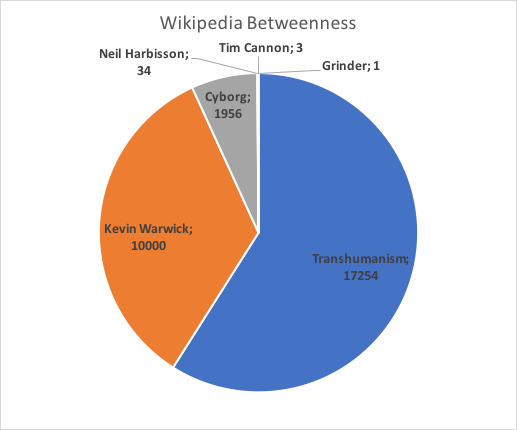 Wikipedia Betweenness
Tim Cannon; 3
Neil Harbisson;
34
Grinder; 1
Cyborg;
1956
Kevin Warwick;
10000
Transhumanism;
17254